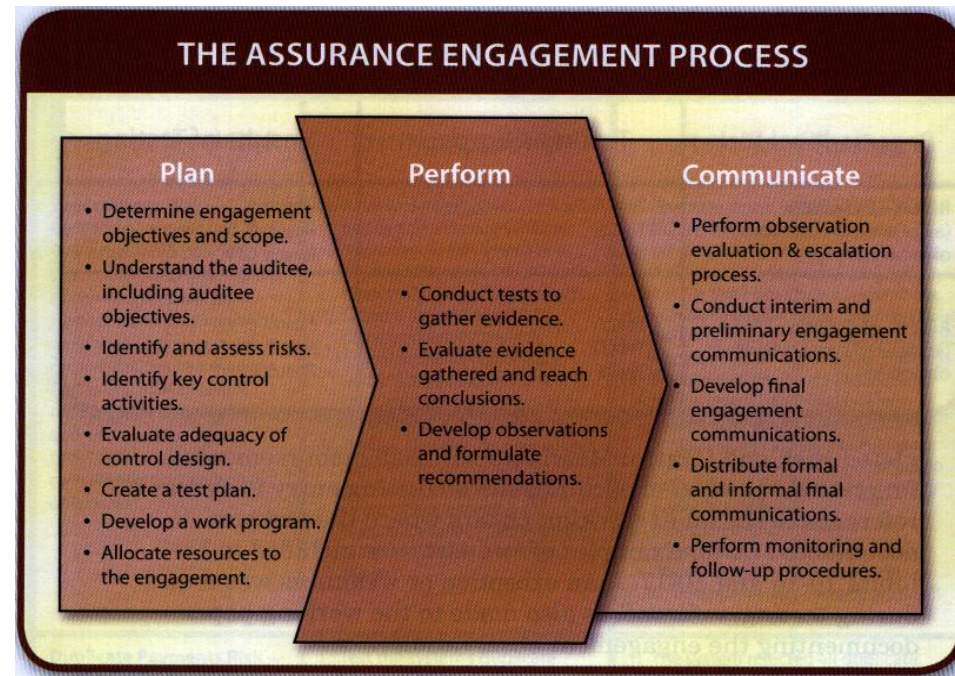 THE ASSURANCE ENGAGEMENT PROCESS
Plan
• Determine engagement
objectives and scope.
• Understand the auditee,
including auditee
objectives.
• Identify and assess risks.
• Identify key control
activities.
• Evaluate adequacy of
control design.
• Create a test plan.
• Develop a work program.
• Allocate resources to
the engagement.
Perform
• Conduct tests to
gather evidence.
• Evaluate evidence
gathered and reach
conclusions.
• Develop observations
and formulate
recommendations.
Communicate
• Perform observation
evaluation & escalation
process.
• Conduct interim and
preliminary engagement
communications.
• Develop final
engagement
communications.
• Distribute formal
and informal final
communications.
• Perform monitoring and
follow-up procedures.